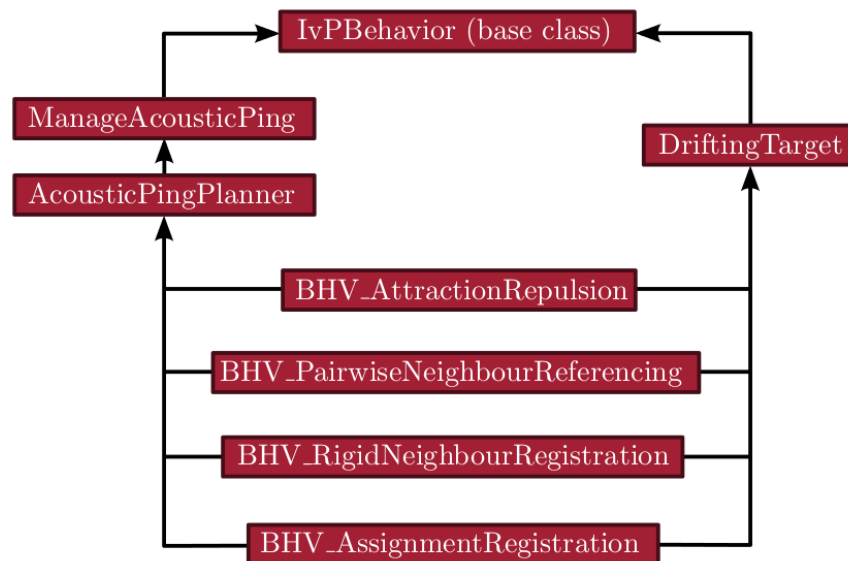 IvPBehavior (base class)
ManageAcousticPing
DriftingTarget
AcousticPingPlanner
BHV_AttractionRepulsion
BHV_PairwiseNeighbourReferencing
BHV_RigidNeighbourRegistration
BHV_AssignmentRegistration